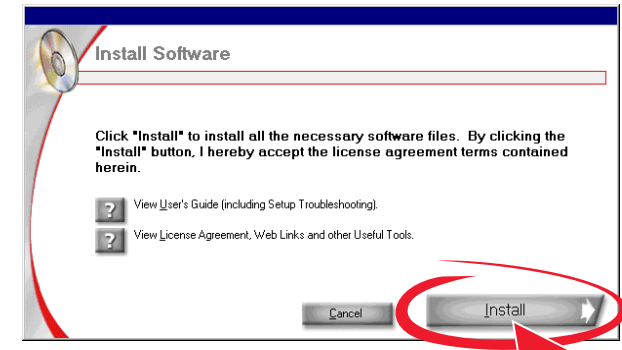 Install Software
Click "Install" to install all the necessary software files. By clicking the
"Install" button, I hereby accept the license agreement terms contained
herein.
? View User's Guide (including Setup Troubleshooting).
? View License Agreement, Web Links and other Useful Tools.
Cancel Install